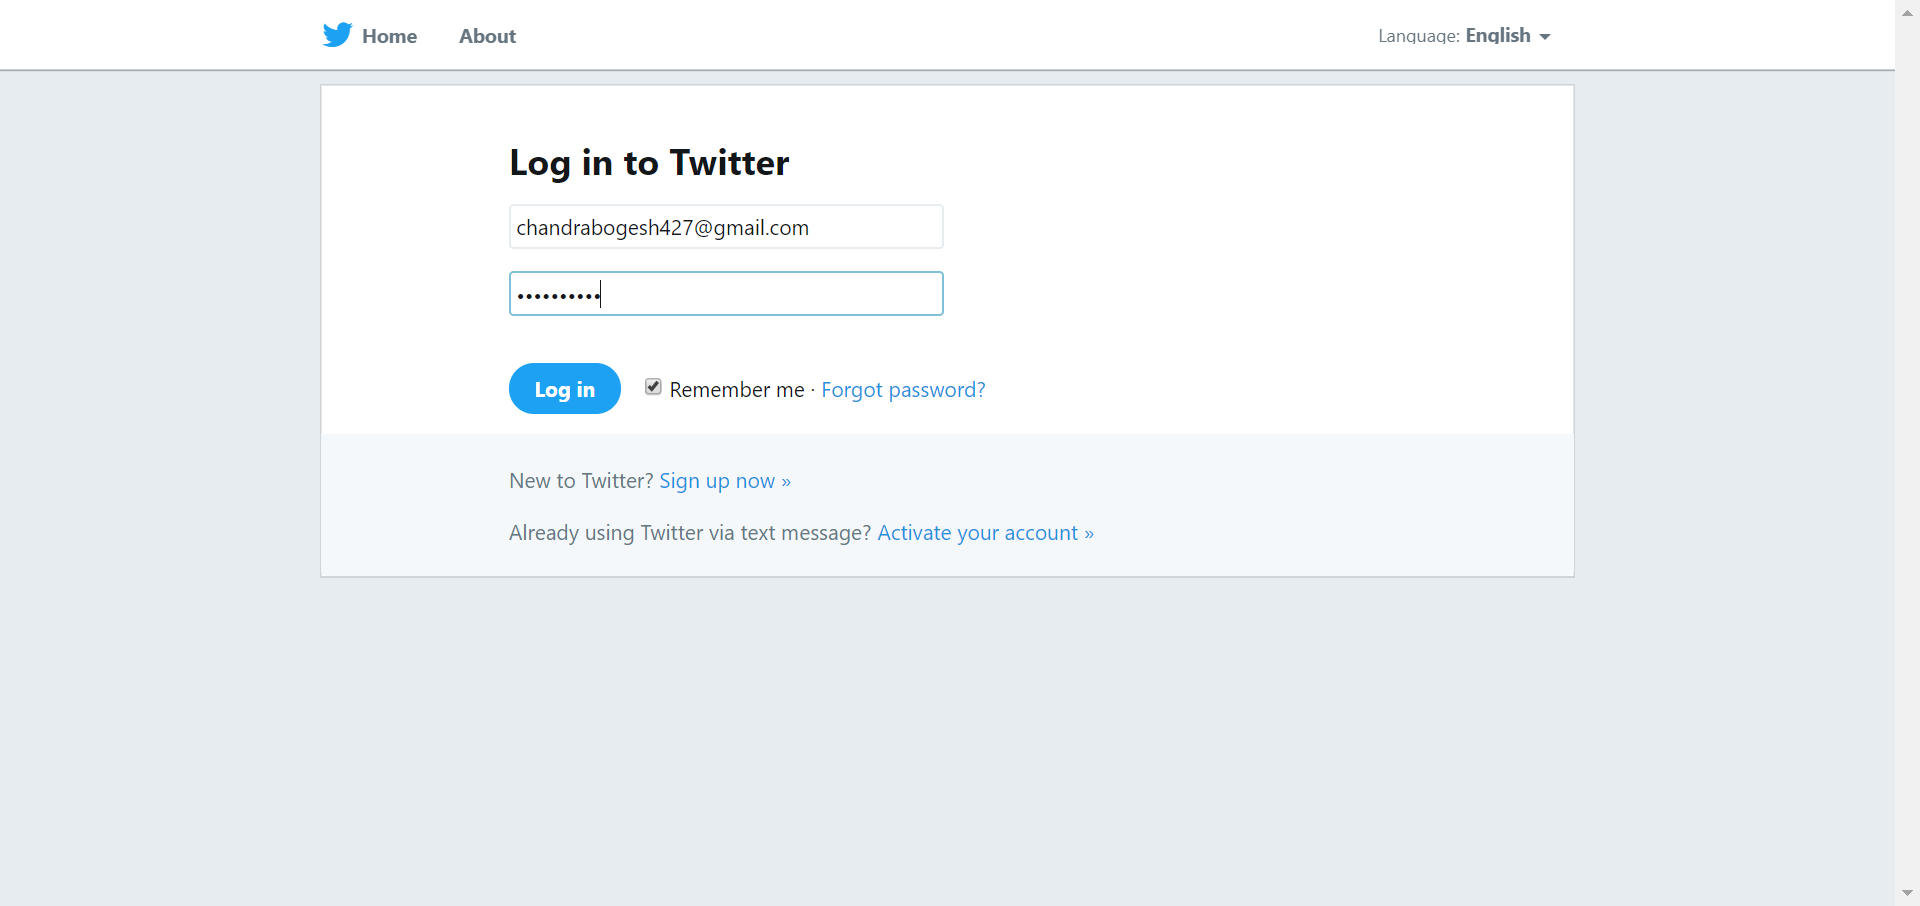 Home About Language: English
Log in to Twitter
chandrabogesh427@gmail.com
••••••••••
Log in Remember me · Forgot password?
New to Twitter? Sign up now »
Already using Twitter via text message? Activate your account »